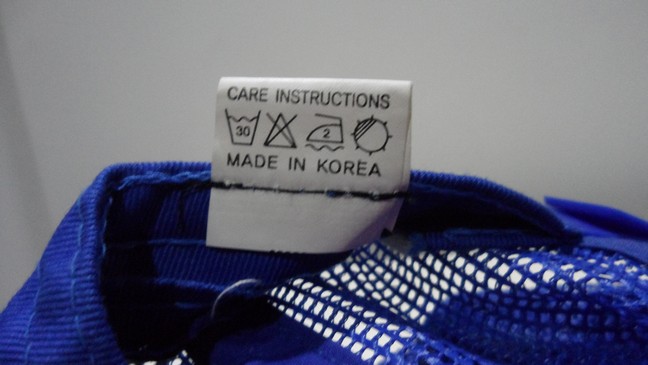 CARE INSTRUCTIONS
30 2
MADE IN KOREA